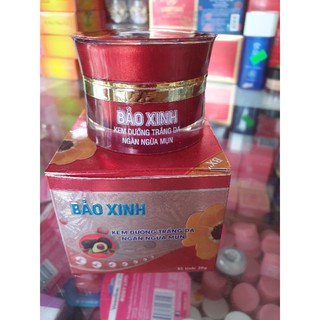 BẢO XINH
KEM DƯỠNG TRẮNG DA
NGĂN NGỪA MỤN
BẢO XINH
KEM DƯỠNG TRẮNG DA
NGĂN NGỪA MỤN